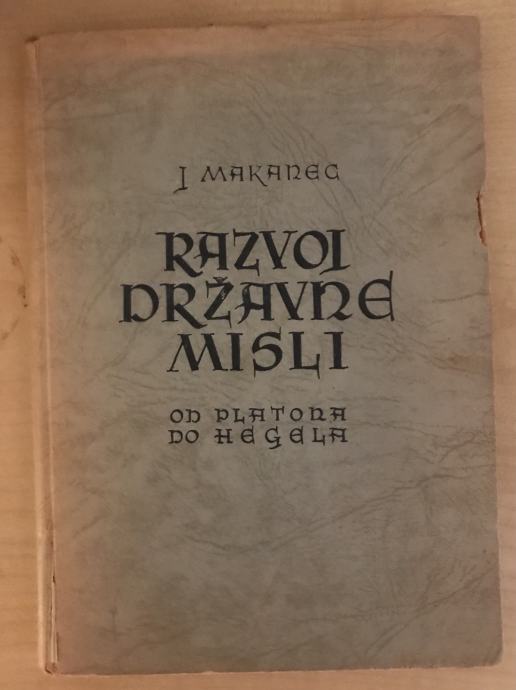 J MAKANEC
RAZVOJ
DRŽAVNE
MISLI
OD PLATONA
DO HEGELA